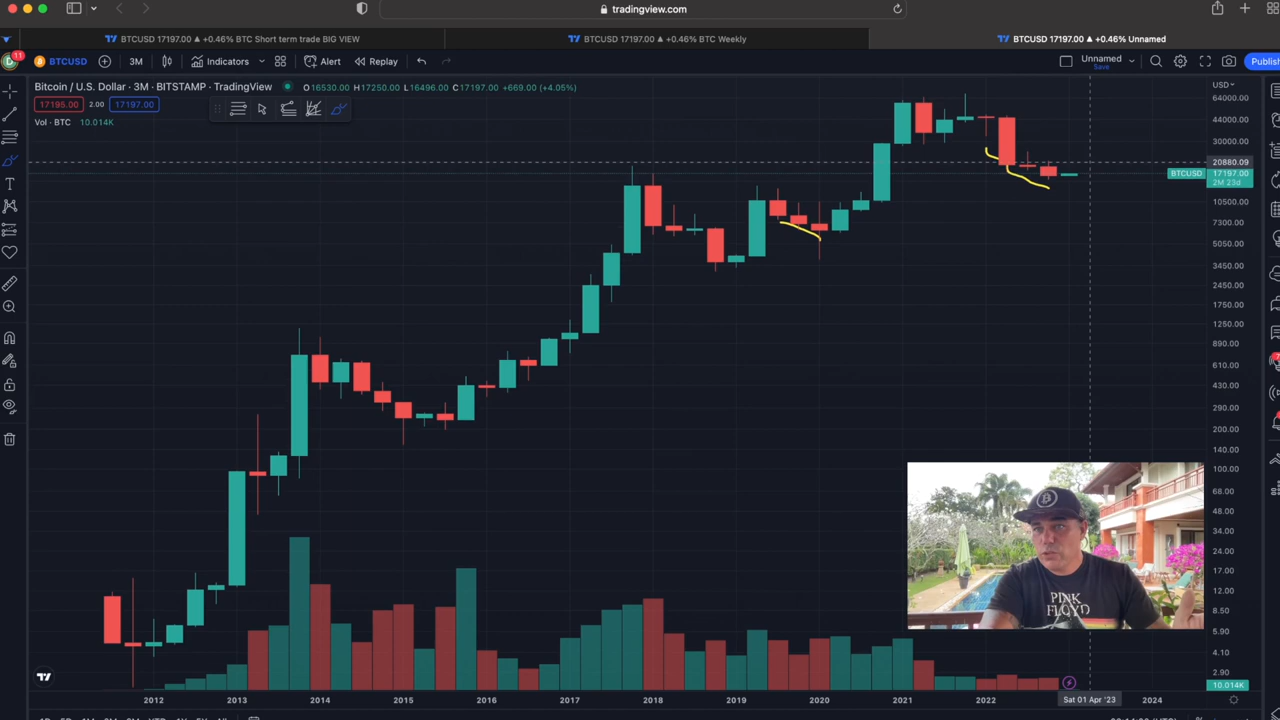 tradingview.com
BTCUSD 17197.00 ▲ +0.46% BTC Short term trade BIG VIEW
BTCUSD 17197.00 ▲ +0.46% BTC Weekly
BTCUSD 17197.00 ▲ +0.46% Unnamed
11
BTCUSD
3M
Indicators
Alert
Replay
Unnamed
Save
Publis
Bitcoin / U.S. Dollar · 3M · BITSTAMP · TradingView
O16530.00 H17250.00 L16496.00 C17197.00 +669.00 (+4.05%)
USD
17195.00 2.00 17197.00
Vol · BTC 10.014K
64000.00
30000.00
20880.09
BTCUSD 17197.00
2M 23d
10500.00
7300.00
5050.00
3450.00
2450.00
1750.00
1250.00
890.00
610.00
430.00
290.00
200.00
140.00
100.00
68.00
48.00
34.00
24.00
17.00
12.00
8.50
5.90
4.10
2.90
10.014K
PINK
FLOYD
2012 2013 2014 2015 2016 2017 2018 2019 2020 2021 2022 Sat 01 Apr '23 2024